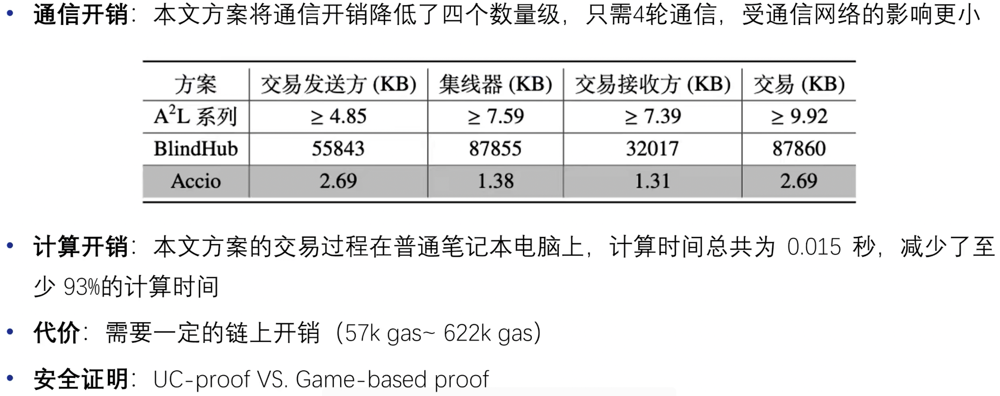 • 通信开销：本文方案将通信开销降低了四个数量级，只需4轮通信，受通信网络的影响更小
方案 交易发送方 (KB) 集线器 (KB) 交易接收方 (KB) 交易 (KB)
A²L 系列 ≥ 4.85 ≥ 7.59 ≥ 7.39 ≥ 9.92
BlindHub 55843 87855 32017 87860
Accio 2.69 1.38 1.31 2.69
• 计算开销：本文方案的交易过程在普通笔记本电脑上，计算时间总共为 0.015 秒，减少了至
少 93%的计算时间
• 代价：需要一定的链上开销（57k gas~ 622k gas）
• 安全证明：UC-proof VS. Game-based proof